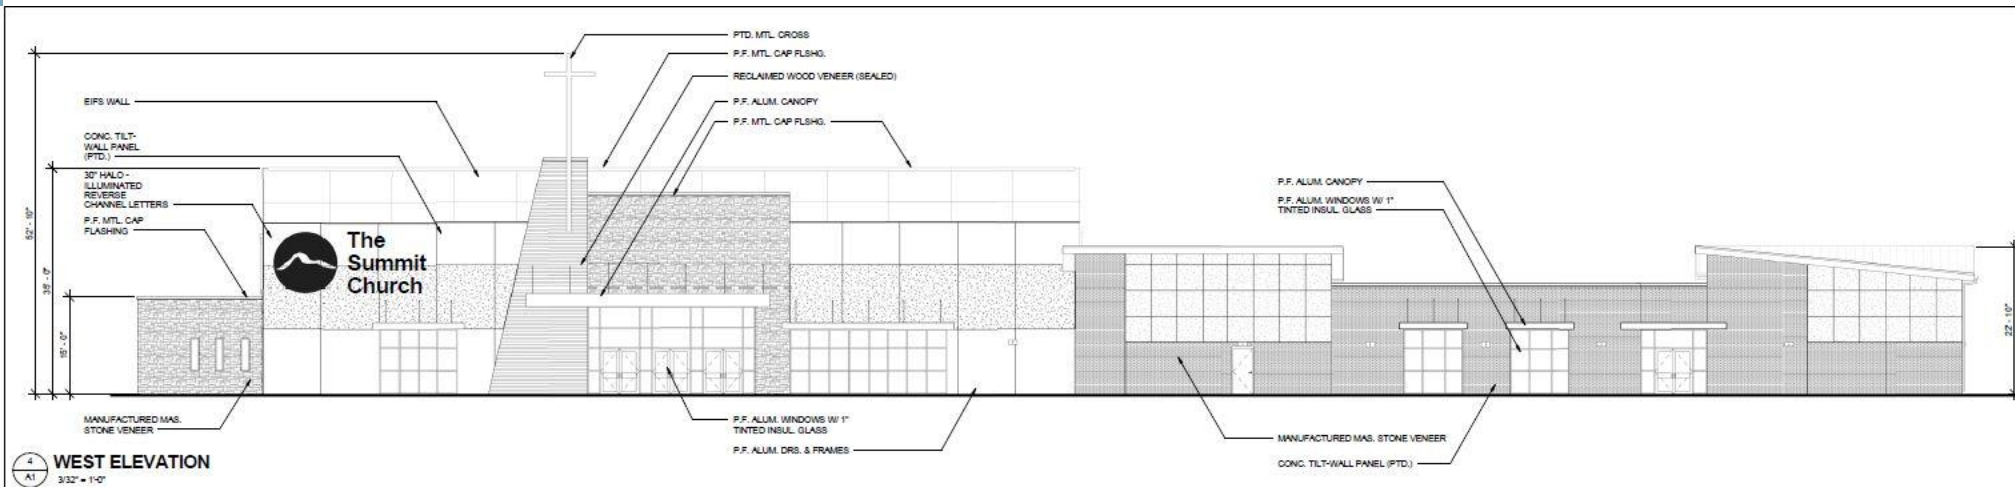 PTD. MTL. CROSS
P.F. MTL. CAP FLSHG.
RECLAIMED WOOD VENEER (SEALED)
P.F. ALUM. CANOPY
P.F. MTL. CAP FLSHG.
EIFS WALL
CONC. TILT-
WALL PANEL
(PTD.)
30" HALO -
ILLUMINATED
REVERSE
CHANNEL LETTERS
P.F. MTL. CAP
FLASHING
52' - 10"
35' - 0"
15' - 0"
The
Summit
Church
P.F. ALUM. CANOPY
P.F. ALUM. WINDOWS W/ 1"
TINTED INSUL. GLASS
22' - 10"
MANUFACTURED MAS.
STONE VENEER
P.F. ALUM. WINDOWS W/ 1"
TINTED INSUL. GLASS
P.F. ALUM. DRS. & FRAMES
MANUFACTURED MAS. STONE VENEER
CONC. TILT-WALL PANEL (PTD.)
4
A1
WEST ELEVATION
3/32" = 1'-0"